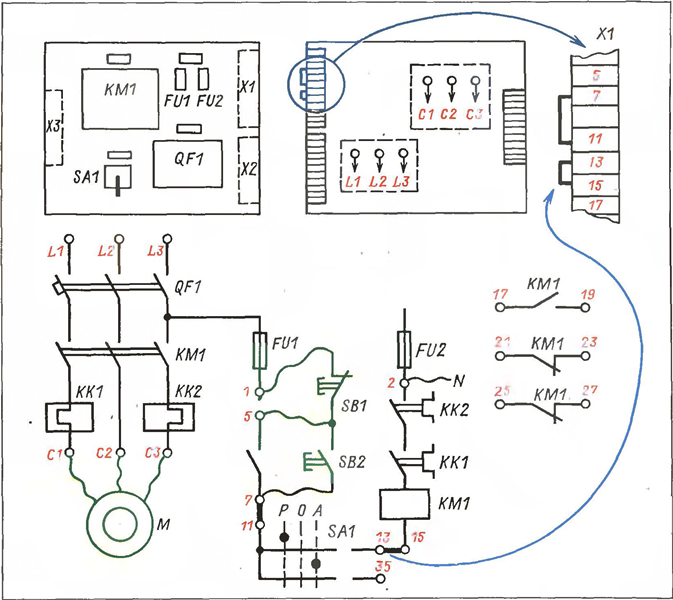 X1
KM1
FU1 FU2
X1
X3
QF1
SA1
X2
C1 C2 C3
L1 L2 L3
5
7
11
13
15
17
L1 L2 L3
QF1
KM1
KK1 KK2
C1 C2 C3
M
FU1
1
5
SB1
SB2
7
11
P O A
SA1
FU2
2 N
KK2
KK1
KM1
13 15
35
17 KM1 19
21 KM1 23
25 KM1 27